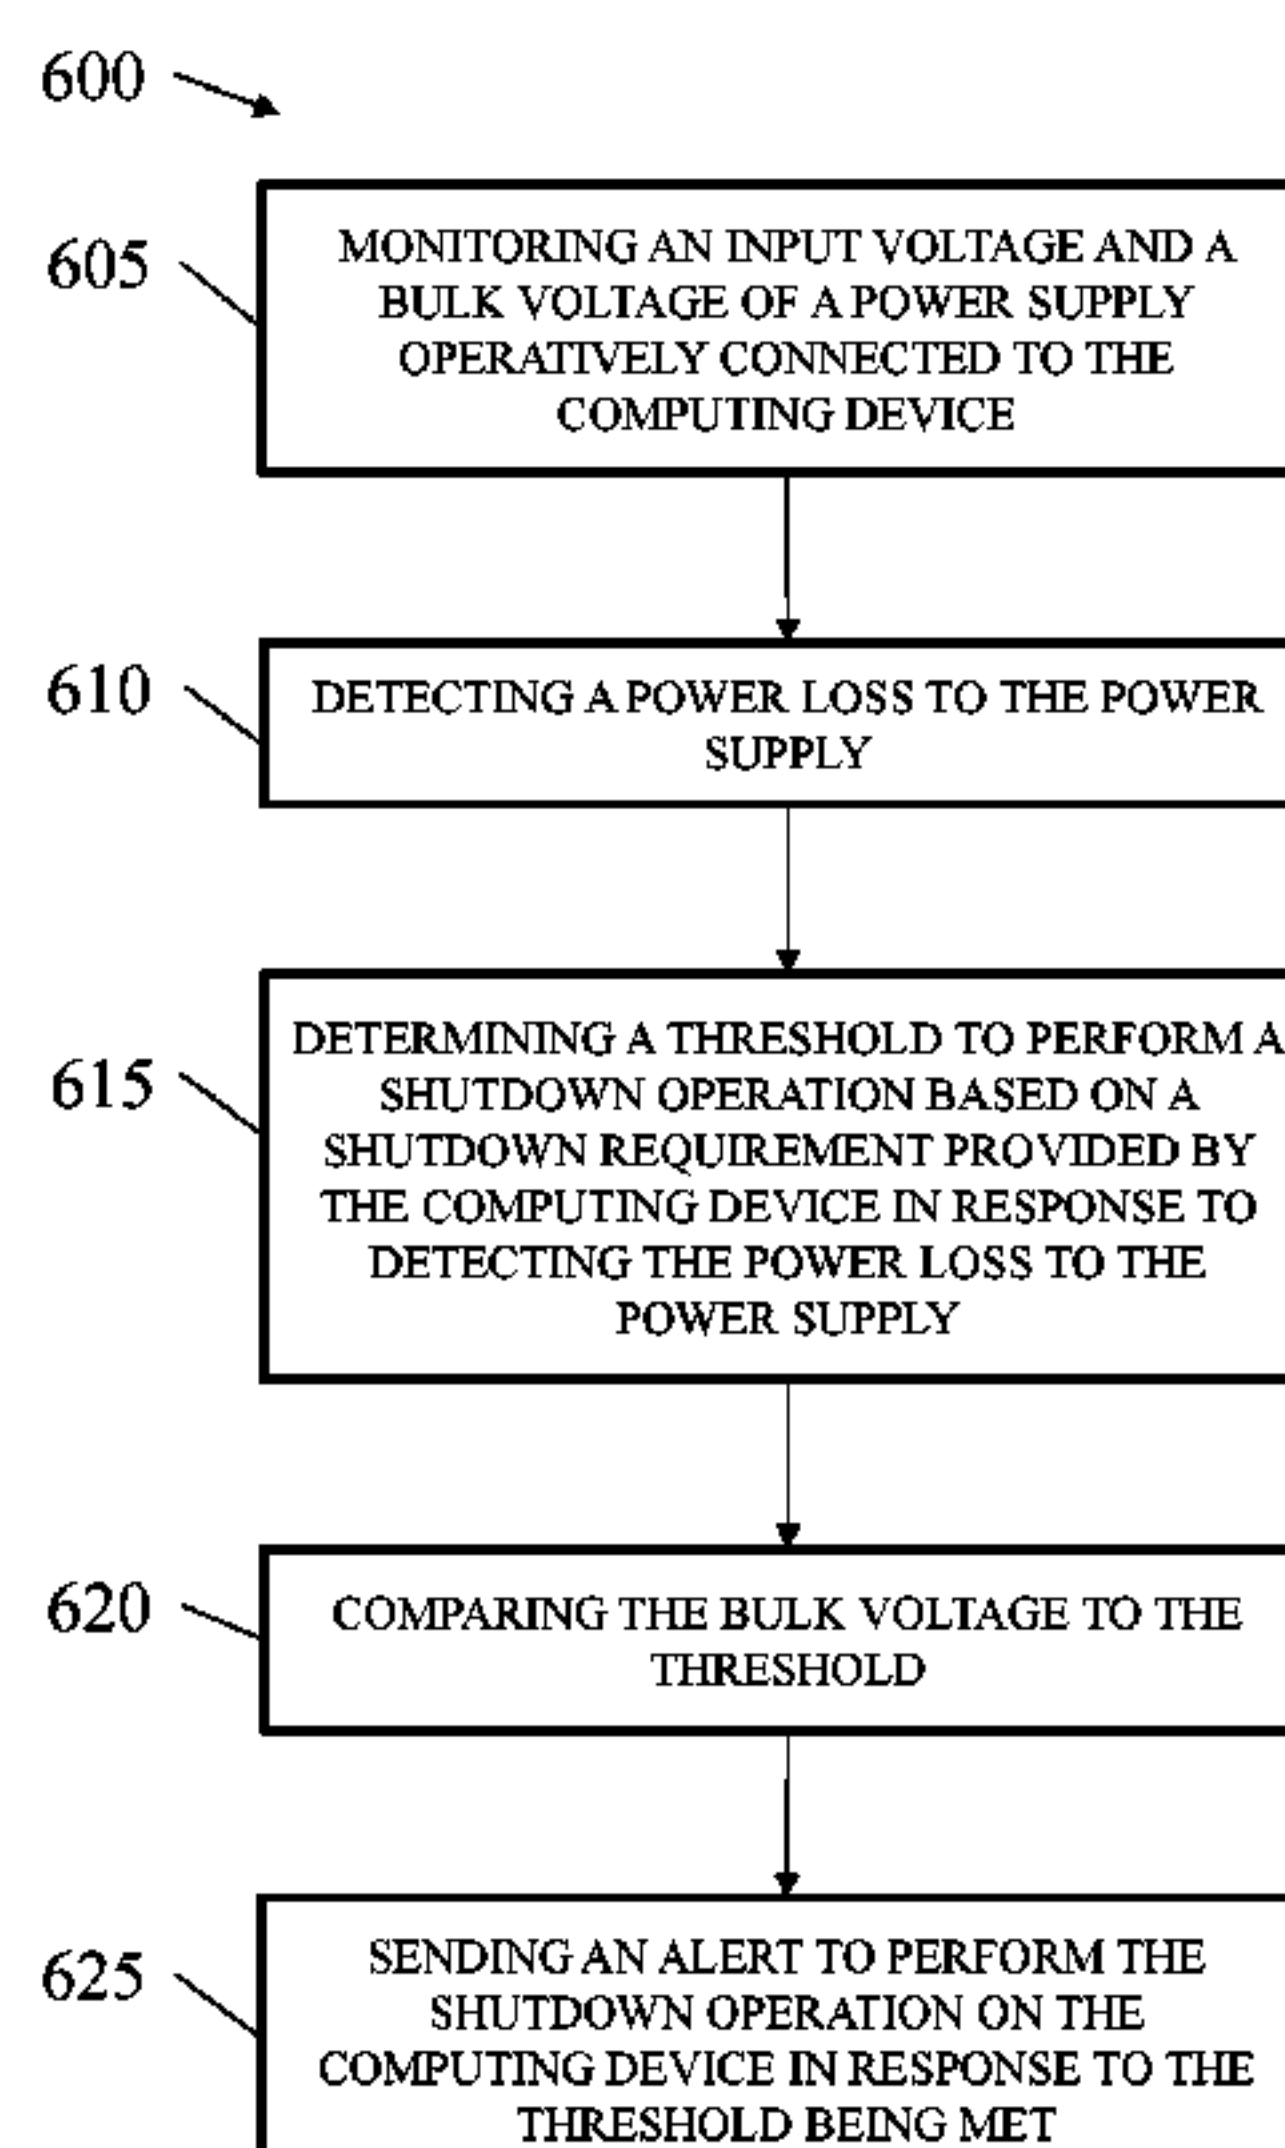 600
605
MONITORING AN INPUT VOLTAGE AND A
BULK VOLTAGE OF A POWER SUPPLY
OPERATIVELY CONNECTED TO THE
COMPUTING DEVICE
610
DETECTING A POWER LOSS TO THE POWER
SUPPLY
615
DETERMINING A THRESHOLD TO PERFORM A
SHUTDOWN OPERATION BASED ON A
SHUTDOWN REQUIREMENT PROVIDED BY
THE COMPUTING DEVICE IN RESPONSE TO
DETECTING THE POWER LOSS TO THE
POWER SUPPLY
620
COMPARING THE BULK VOLTAGE TO THE
THRESHOLD
625
SENDING AN ALERT TO PERFORM THE
SHUTDOWN OPERATION ON THE
COMPUTING DEVICE IN RESPONSE TO THE
THRESHOLD BEING MET